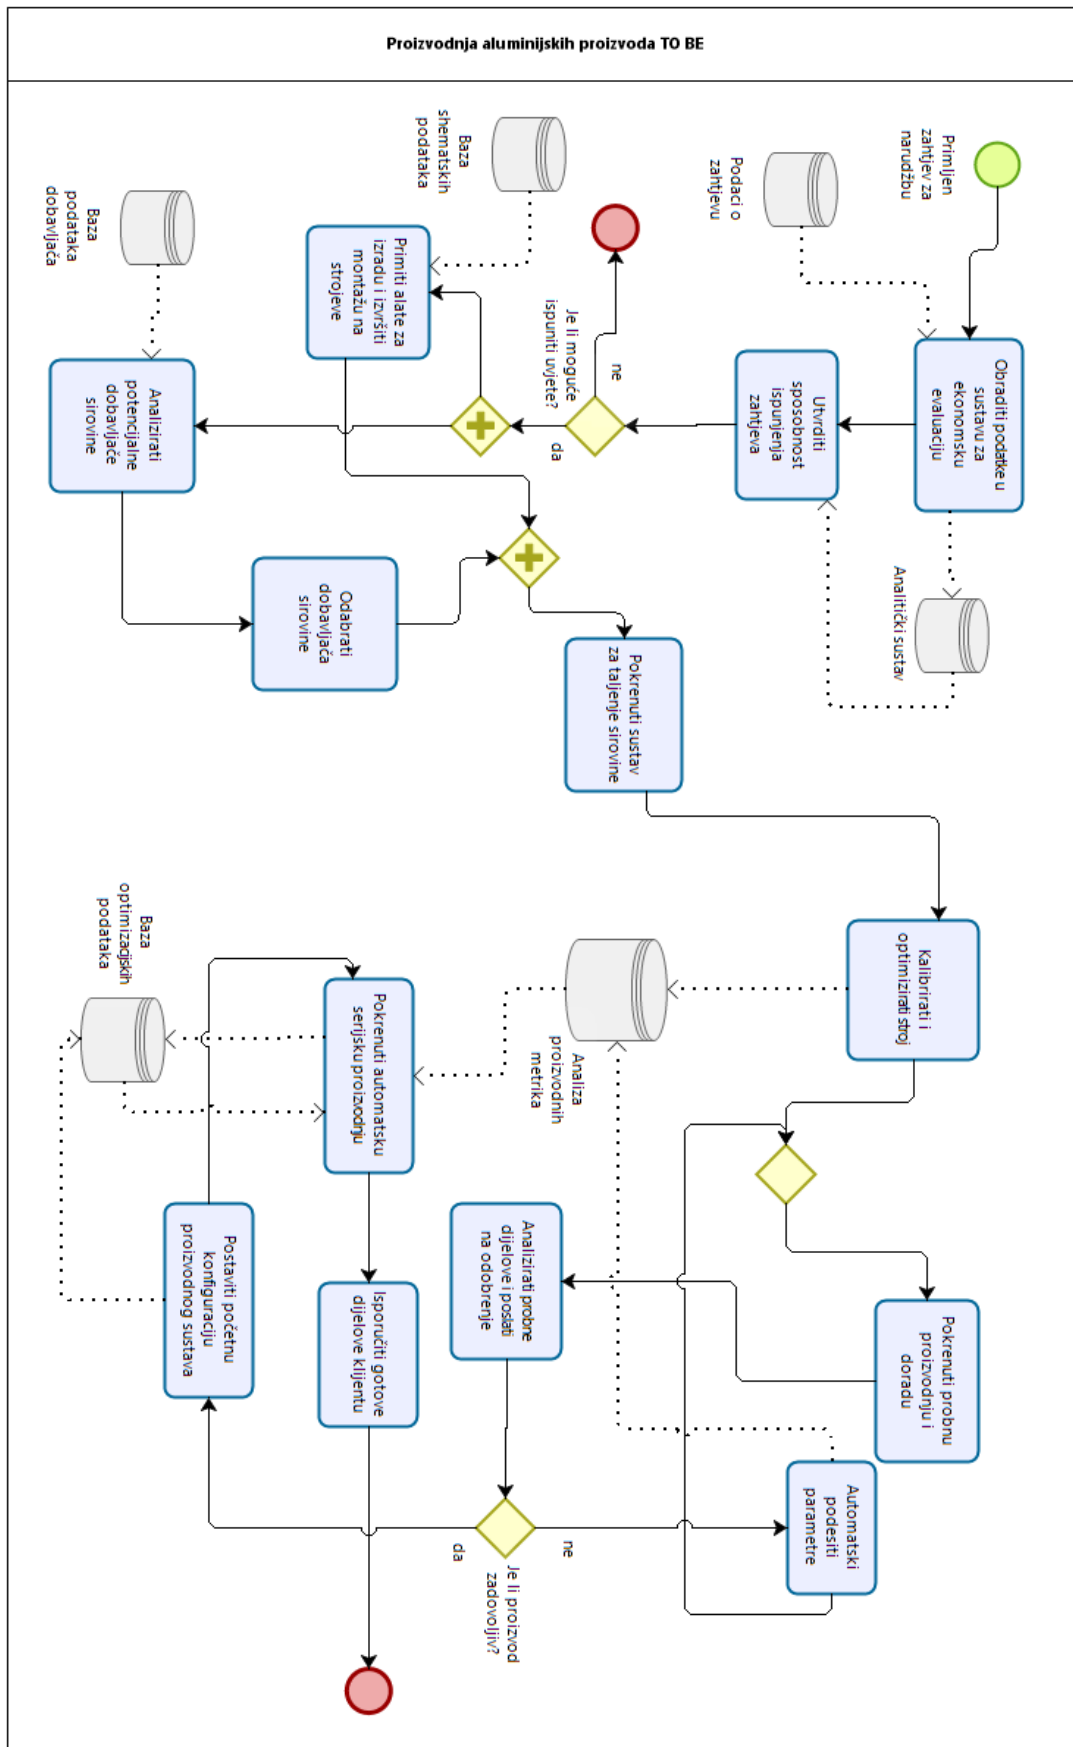 Proizvodnja aluminijskih proizvoda TO BE
Primljen
zahtjev za
narudžbu
Podaci o
zahtjevu
Obraditi podatke u
sustavu za
ekonomsku
evaluaciju
Analitički sustav
Utvrditi
sposobnost
ispunjenja
zahtjeva
Je li moguće
ispuniti uvjete?
ne
da
Baza
shematskih
podataka
Primiti alate za
izradu i izvršiti
montažu na
strojeve
Baza
podataka
dobavljača
Analizirati
potencijalne
dobavljače
sirovine
Odabrati
dobavljača
sirovine
Pokrenuti sustav
za taljenje sirovine
Kalibrirati i
optimizirati stroj
Analiza
proizvodnih
metrika
Pokrenuti probnu
proizvodnju i
doradu
Analizirati probne
dijelove i poslati
na odobrenje
Je li proizvod
zadovoljiv?
ne
da
Automatski
podesiti
parametre
Postaviti početnu
konfiguraciju
proizvodnog sustava
Baza
optimizacijskih
podataka
Pokrenuti automatsku
serijsku proizvodnju
Isporučiti gotove
dijelove klijentu